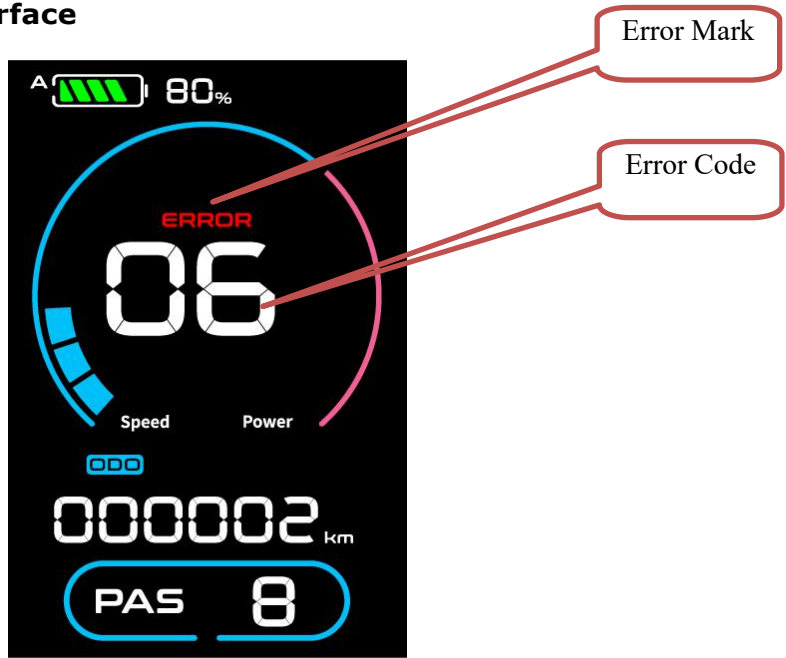 rface
Error Mark
A 80%
Error Code
ERROR
06
Speed Power
ODO
000002 km
PAS 8